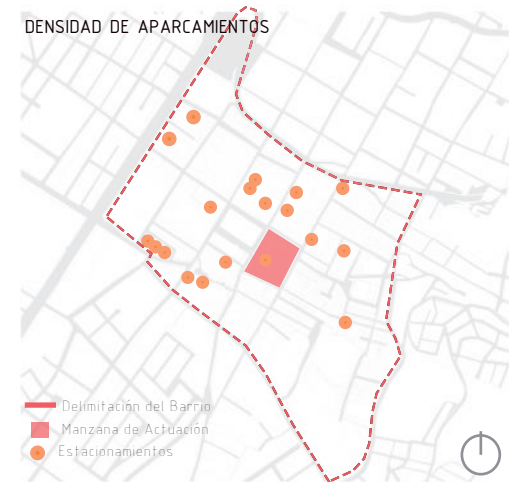 DENSIDAD DE APARCAMIENTOS
Delimitación del Barrio
Manzana de Actuación
Estacionamientos